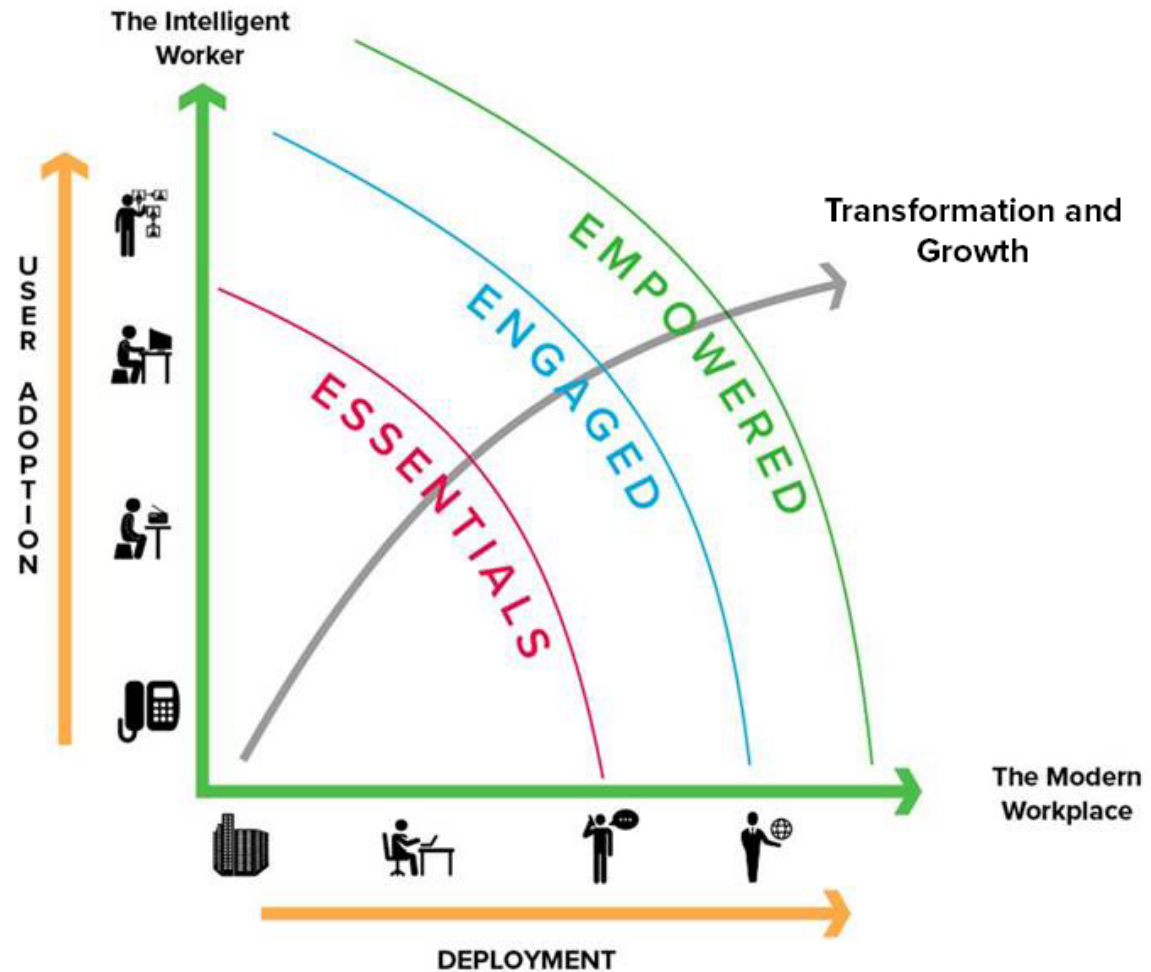 The Intelligent
Worker
Transformation and
Growth
EMPOWERED
ENGAGED
ESSENTIALS
USER ADOPTION
The Modern
Workplace
DEPLOYMENT